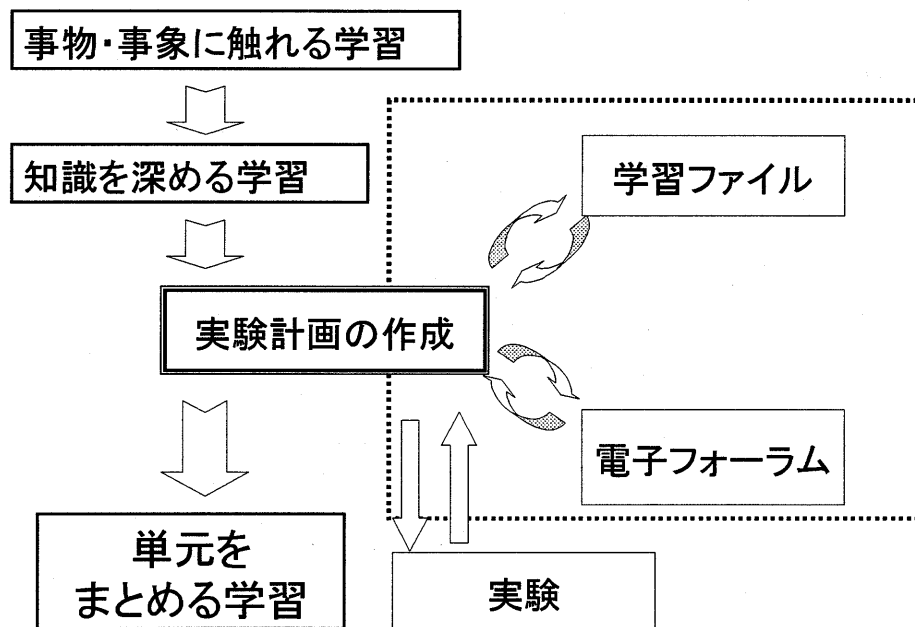 事物・事象に触れる学習
知識を深める学習
学習ファイル
実験計画の作成
電子フォーラム
単元を
まとめる学習
実験